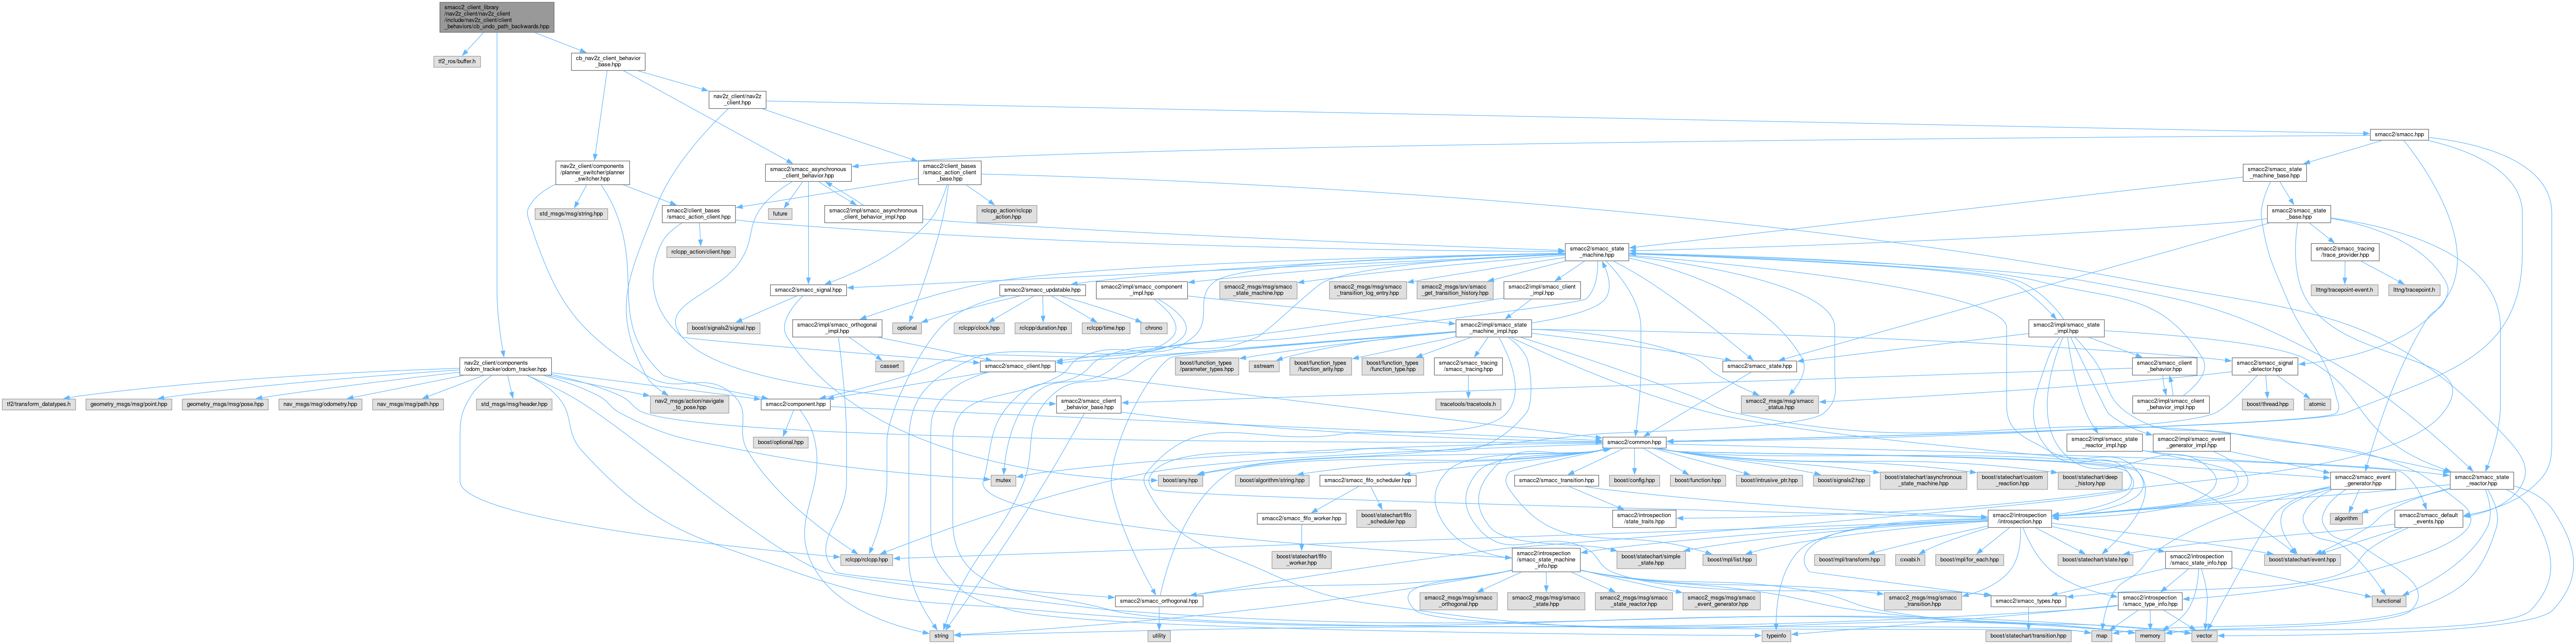 smacc2_client_library
/nav2z_client/nav2z_client
/include/nav2z_client/client
_behaviors/cb_undo_path_backwards.hpp
tf2_ros/buffer.h
cb_nav2z_client_behavior
_base.hpp
nav2z_client/nav2z
_client.hpp
smacc2/smacc.hpp
nav2z_client/components
/planner_switcher/planner
_switcher.hpp
smacc2/smacc_asynchronous
_client_behavior.hpp
smacc2/client_bases
/smacc_action_client
_base.hpp
smacc2/smacc_state
_machine_base.hpp
std_msgs/msg/string.hpp
smacc2/client_bases
/smacc_action_client.hpp
future
smacc2/impl/smacc_asynchronous
_client_behavior_impl.hpp
rclcpp_action/rclcpp
_action.hpp
smacc2/smacc_state
_base.hpp
rclcpp_action/client.hpp
smacc2/smacc_state
_machine.hpp
smacc2/smacc_tracing
/trace_provider.hpp
smacc2/smacc_signal.hpp
smacc2/smacc_updatable.hpp
smacc2/impl/smacc_component
_impl.hpp
smacc2_msgs/msg/smacc
_state_machine.hpp
smacc2_msgs/msg/smacc
_transition_log_entry.hpp
smacc2_msgs/srv/smacc
_get_transition_history.hpp
smacc2/impl/smacc_client
_impl.hpp
lttng/tracepoint-event.h
lttng/tracepoint.h
boost/signals2/signal.hpp
smacc2/impl/smacc_orthogonal
_impl.hpp
optional
rclcpp/clock.hpp
rclcpp/duration.hpp
rclcpp/time.hpp
chrono
smacc2/impl/smacc_state
_machine_impl.hpp
smacc2/impl/smacc_state
_impl.hpp
nav2z_client/components
/odom_tracker/odom_tracker.hpp
cassert
smacc2/smacc_client.hpp
boost/function_types
/parameter_types.hpp
sstream
boost/function_types
/function_arity.hpp
boost/function_types
/function_type.hpp
smacc2/smacc_tracing
/smacc_tracing.hpp
smacc2/smacc_state.hpp
smacc2/smacc_client
_behavior.hpp
smacc2/smacc_signal
_detector.hpp
tf2/transform_datatypes.h
geometry_msgs/msg/point.hpp
geometry_msgs/msg/pose.hpp
nav_msgs/msg/odometry.hpp
nav_msgs/msg/path.hpp
std_msgs/msg/header.hpp
nav2_msgs/action/navigate
_to_pose.hpp
smacc2/component.hpp
smacc2/smacc_client
_behavior_base.hpp
tracetools/tracetools.h
smacc2_msgs/msg/smacc
_status.hpp
smacc2/impl/smacc_client
_behavior_impl.hpp
boost/thread.hpp
atomic
boost/optional.hpp
smacc2/common.hpp
smacc2/impl/smacc_state
_reactor_impl.hpp
smacc2/impl/smacc_event
_generator_impl.hpp
mutex
boost/any.hpp
boost/algorithm/string.hpp
smacc2/smacc_fifo_scheduler.hpp
smacc2/smacc_transition.hpp
boost/config.hpp
boost/function.hpp
boost/intrusive_ptr.hpp
boost/signals2.hpp
boost/statechart/asynchronous
_state_machine.hpp
boost/statechart/custom
_reaction.hpp
boost/statechart/deep
_history.hpp
smacc2/smacc_event
_generator.hpp
smacc2/smacc_state
_reactor.hpp
smacc2/smacc_fifo_worker.hpp
boost/statechart/fifo
_scheduler.hpp
smacc2/introspection
/state_traits.hpp
smacc2/introspection
/introspection.hpp
algorithm
smacc2/smacc_default
_events.hpp
rclcpp/rclcpp.hpp
boost/statechart/fifo
_worker.hpp
smacc2/introspection
/smacc_state_machine
_info.hpp
boost/statechart/simple
_state.hpp
boost/mpl/list.hpp
boost/mpl/transform.hpp
cxxabi.h
boost/mpl/for_each.hpp
boost/statechart/state.hpp
smacc2/introspection
/smacc_state_info.hpp
boost/statechart/event.hpp
smacc2/smacc_orthogonal.hpp
smacc2_msgs/msg/smacc
_orthogonal.hpp
smacc2_msgs/msg/smacc
_state.hpp
smacc2_msgs/msg/smacc
_state_reactor.hpp
smacc2_msgs/msg/smacc
_event_generator.hpp
smacc2_msgs/msg/smacc
_transition.hpp
smacc2/smacc_types.hpp
smacc2/introspection
/smacc_type_info.hpp
functional
string
utility
typeinfo
boost/statechart/transition.hpp
map
memory
vector